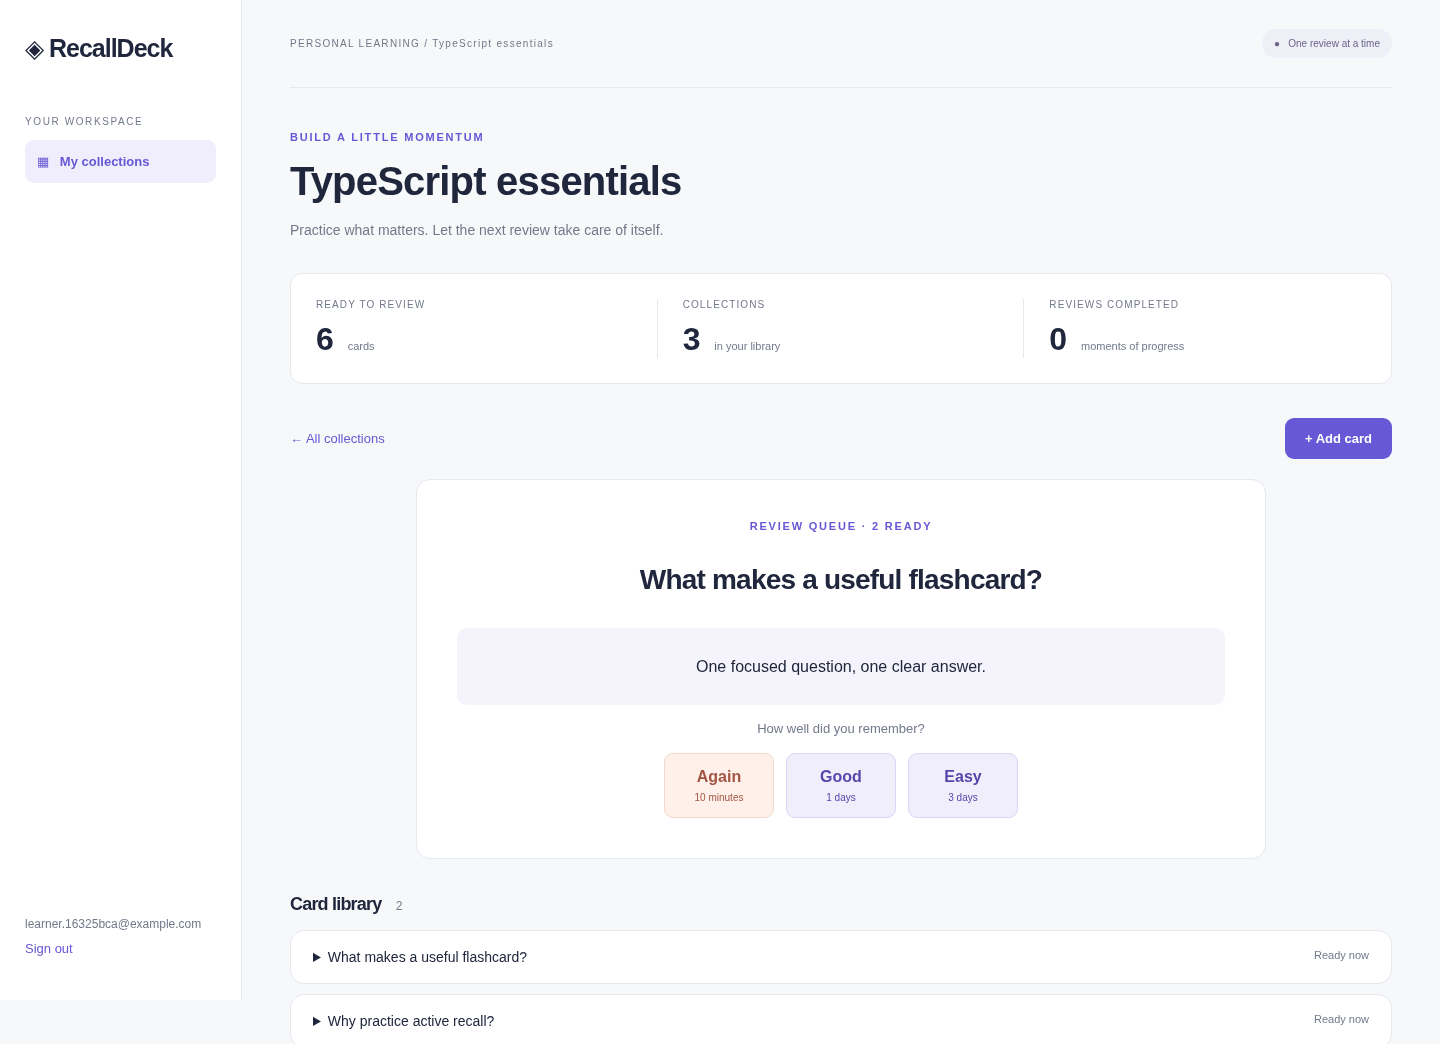 ◈ RecallDeck
YOUR WORKSPACE
▦ My collections
learner.16325bca@example.com
Sign out
PERSONAL LEARNING / TypeScript essentials
● One review at a time
BUILD A LITTLE MOMENTUM
TypeScript essentials
Practice what matters. Let the next review take care of itself.
READY TO REVIEW
6 cards
COLLECTIONS
3 in your library
REVIEWS COMPLETED
0 moments of progress
← All collections
+ Add card
REVIEW QUEUE · 2 READY
What makes a useful flashcard?
One focused question, one clear answer.
How well did you remember?
Again
10 minutes
Good
1 days
Easy
3 days
Card library 2
▶ What makes a useful flashcard?
Ready now
▶ Why practice active recall?
Ready now